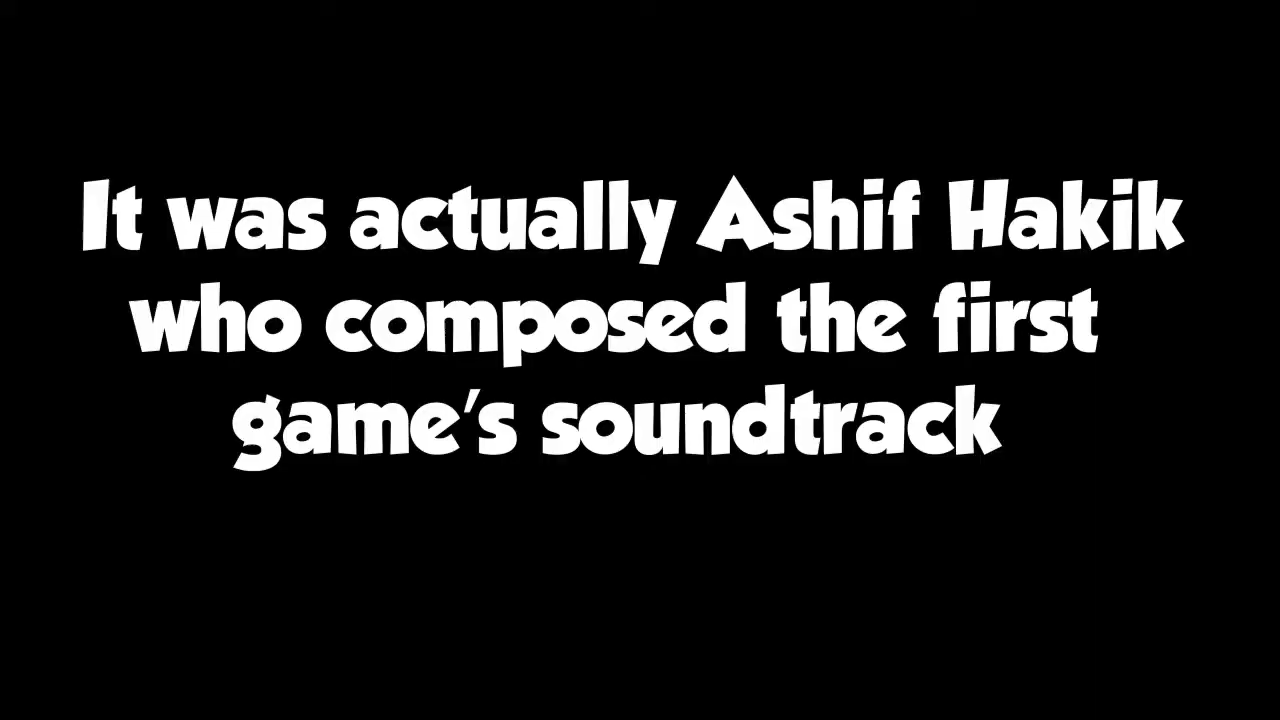 It was actually Ashif Hakik
who composed the first
game's soundtrack